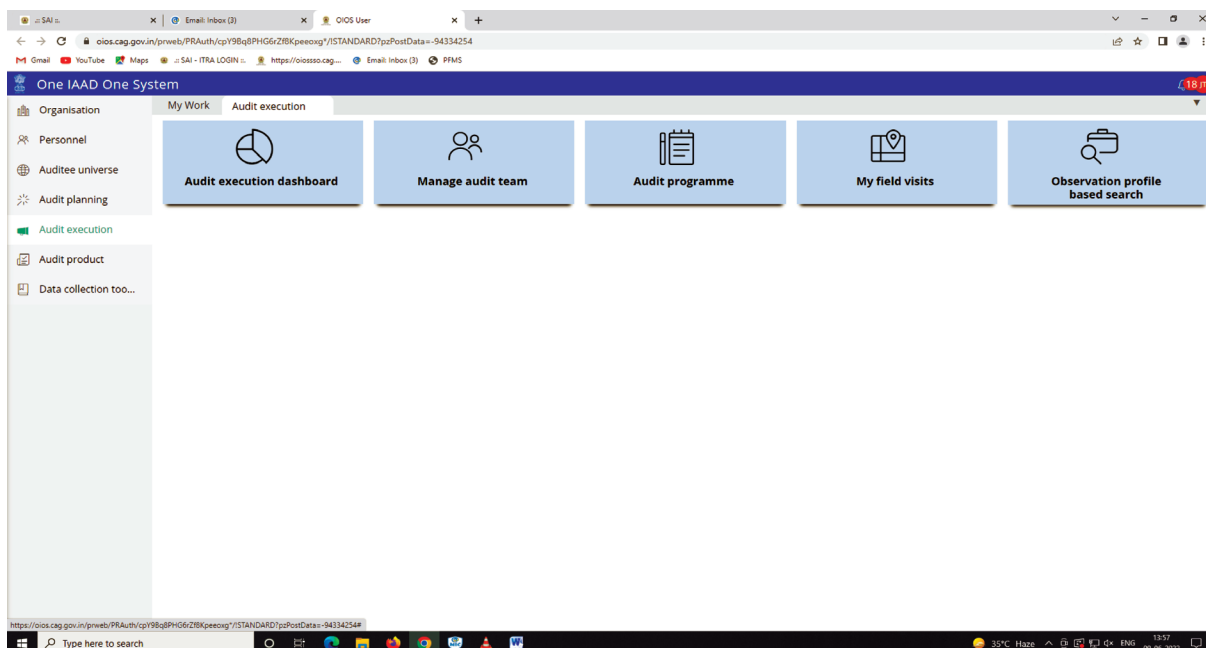 .:: SAI ::.
Email: Inbox (3)
OIOS User
oios.cag.gov.in/prweb/PRAuth/cpY9Bq8PHG6rZf8Kpeeoxg*/!STANDARD?pzPostData=-94334254
Gmail YouTube Maps .:: SAI - ITRA LOGIN ::. https://oiossso.cag.... Email: Inbox (3) PFMS
One IAAD One System
18
Organisation
Personnel
Auditee universe
Audit planning
Audit execution
Audit product
Data collection too...
My Work Audit execution
Audit execution dashboard
Manage audit team
Audit programme
My field visits
Observation profile
based search
https://oios.cag.gov.in/prweb/PRAuth/cpY9Bq8PHG6rZf8Kpeeoxg*/!STANDARD?pzPostData=-94334254#
Type here to search
35°C Haze
ENG
13:57